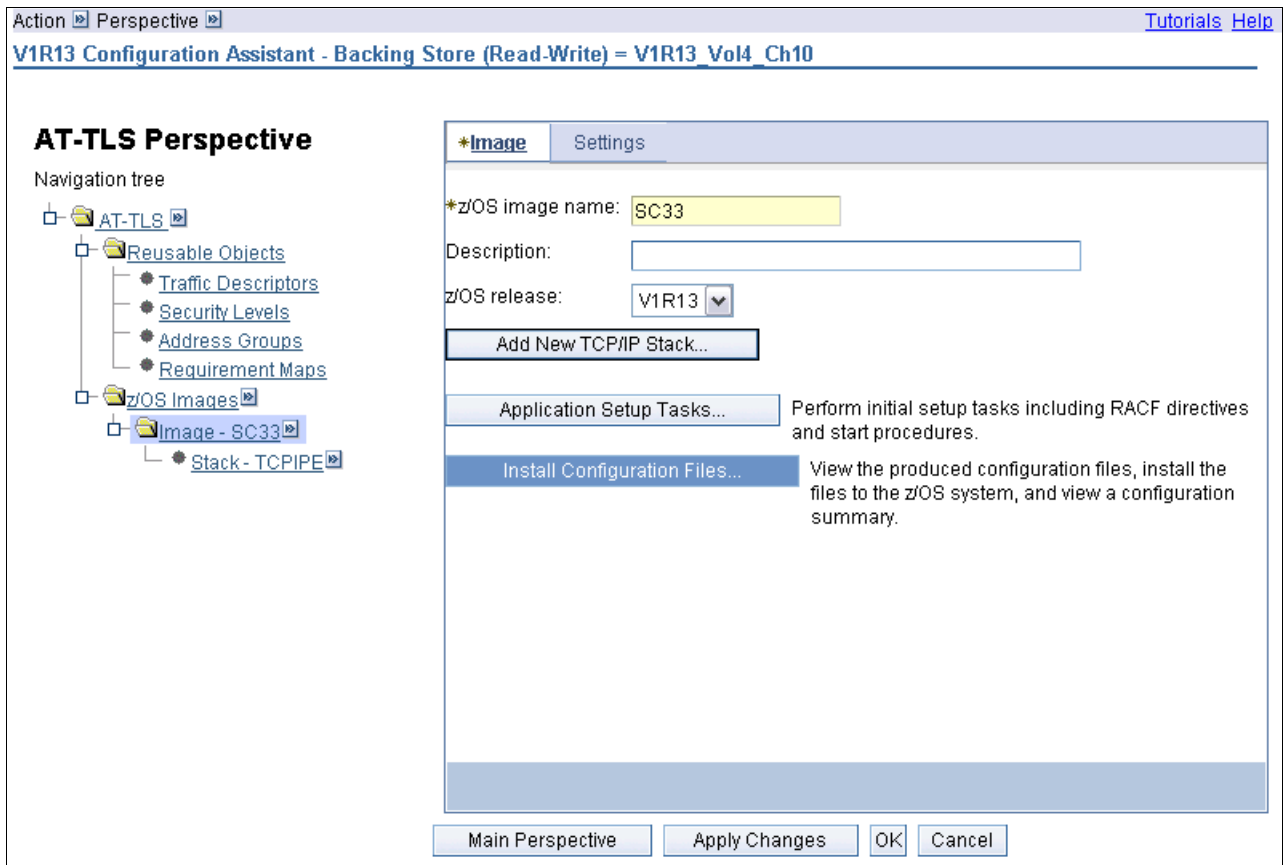 Action Perspective Tutorials Help
V1R13 Configuration Assistant - Backing Store (Read-Write) = V1R13_Vol4_Ch10
AT-TLS Perspective
Navigation tree
AT-TLS
Reusable Objects
Traffic Descriptors
Security Levels
Address Groups
Requirement Maps
z/OS Images
Image - SC33
Stack - TCPIPE
*Image Settings
*z/OS image name: SC33
Description:
z/OS release: V1R13
Add New TCP/IP Stack...
Application Setup Tasks... Perform initial setup tasks including RACF directives
and start procedures.
Install Configuration Files... View the produced configuration files, install the
files to the z/OS system, and view a configuration
summary.
Main Perspective Apply Changes OK Cancel